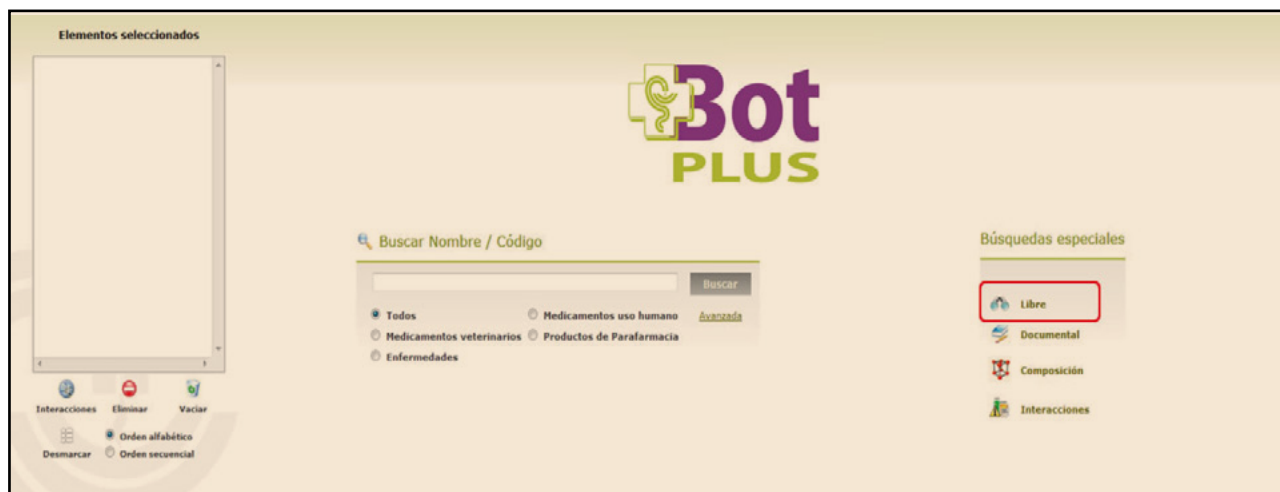 Elementos seleccionados
Bot
PLUS
Buscar Nombre / Código
Buscar
Todos
Medicamentos uso humano
Avanzada
Medicamentos veterinarios
Productos de Parafarmacia
Enfermedades
Búsquedas especiales
Libre
Documental
Composición
Interacciones
Interacciones
Eliminar
Vaciar
Desmarcar
Orden alfabético
Orden secuencial